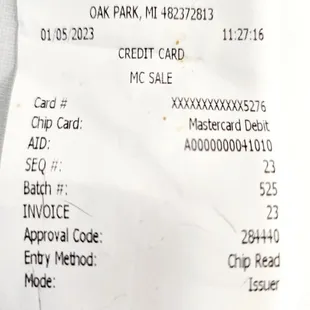 OAK PARK, MI 482372813
01/05/2023 11:27:16
CREDIT CARD
MC SALE
Card # XXXXXXXXXXXX5276
Chip Card: Mastercard Debit
AID: A0000000041010
SEQ #: 23
Batch #: 525
INVOICE 23
Approval Code: 284440
Entry Method: Chip Read
Mode: Issuer